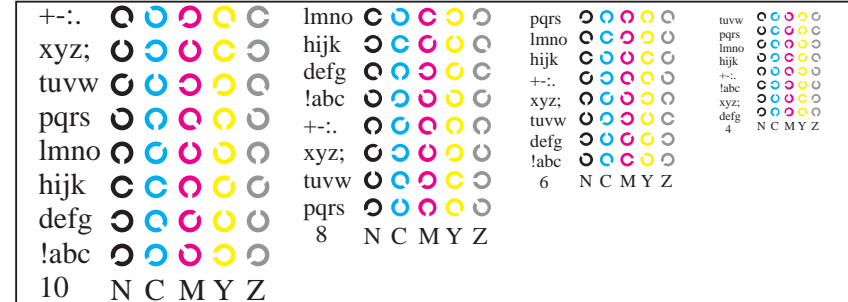 +-:.
xyz;
tuvw
pqrs
lmno
hijk
defg
!abc
10 N C M Y Z
lmno
hijk
defg
!abc
+-:.
xyz;
tuvw
pqrs
8 N C M Y Z
pqrs
lmno
hijk
+-:.
xyz;
tuvw
defg
!abc
6 N C M Y Z
tuvw
pqrs
lmno
hijk
+-:.
!abc
xyz;
defg
4 N C M Y Z